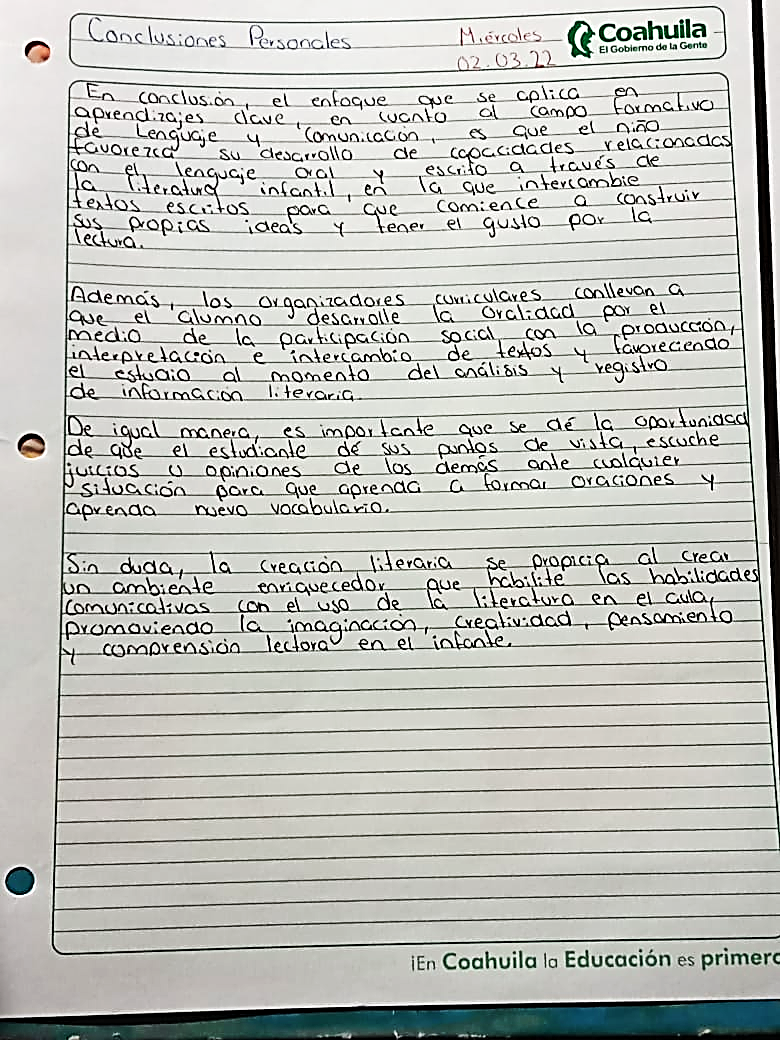 Conclusiones Personales
Miércoles
02.03.22
Coahuila
El Gobierno de la Gente
En conclusión, el enfoque que se aplica en
aprendizajes clave, en cuanto al campo formativo
de Lenguaje y Comunicación, es que el niño
favorezca su desarrollo de capacidades relacionadas
con el lenguaje oral y escrito a través de
la literatura infantil, en la que intercambie
textos escritos para que comience a construir
sus propias ideas y tener el gusto por la
lectura.
Además, los organizadores curriculares conllevan a
que el alumno desarrolle la oralidad por el
medio de la participación social con la producción,
interpretación e intercambio de textos y favoreciendo
el estudio al momento del análisis y registro
de información literaria.
De igual manera, es importante que se dé la oportunidad
de que el estudiante dé sus puntos de vista, escuche
juicios u opiniones de los demás ante cualquier
situación para que aprenda a formar oraciones y
aprenda nuevo vocabulario.
Sin duda, la creación literaria se propicia al crear
un ambiente enriquecedor que habilite las habilidades
comunicativas con el uso de la literatura en el aula,
promoviendo la imaginación, creatividad, pensamiento
y comprensión lectora en el infante.
¡En Coahuila la Educación es primero